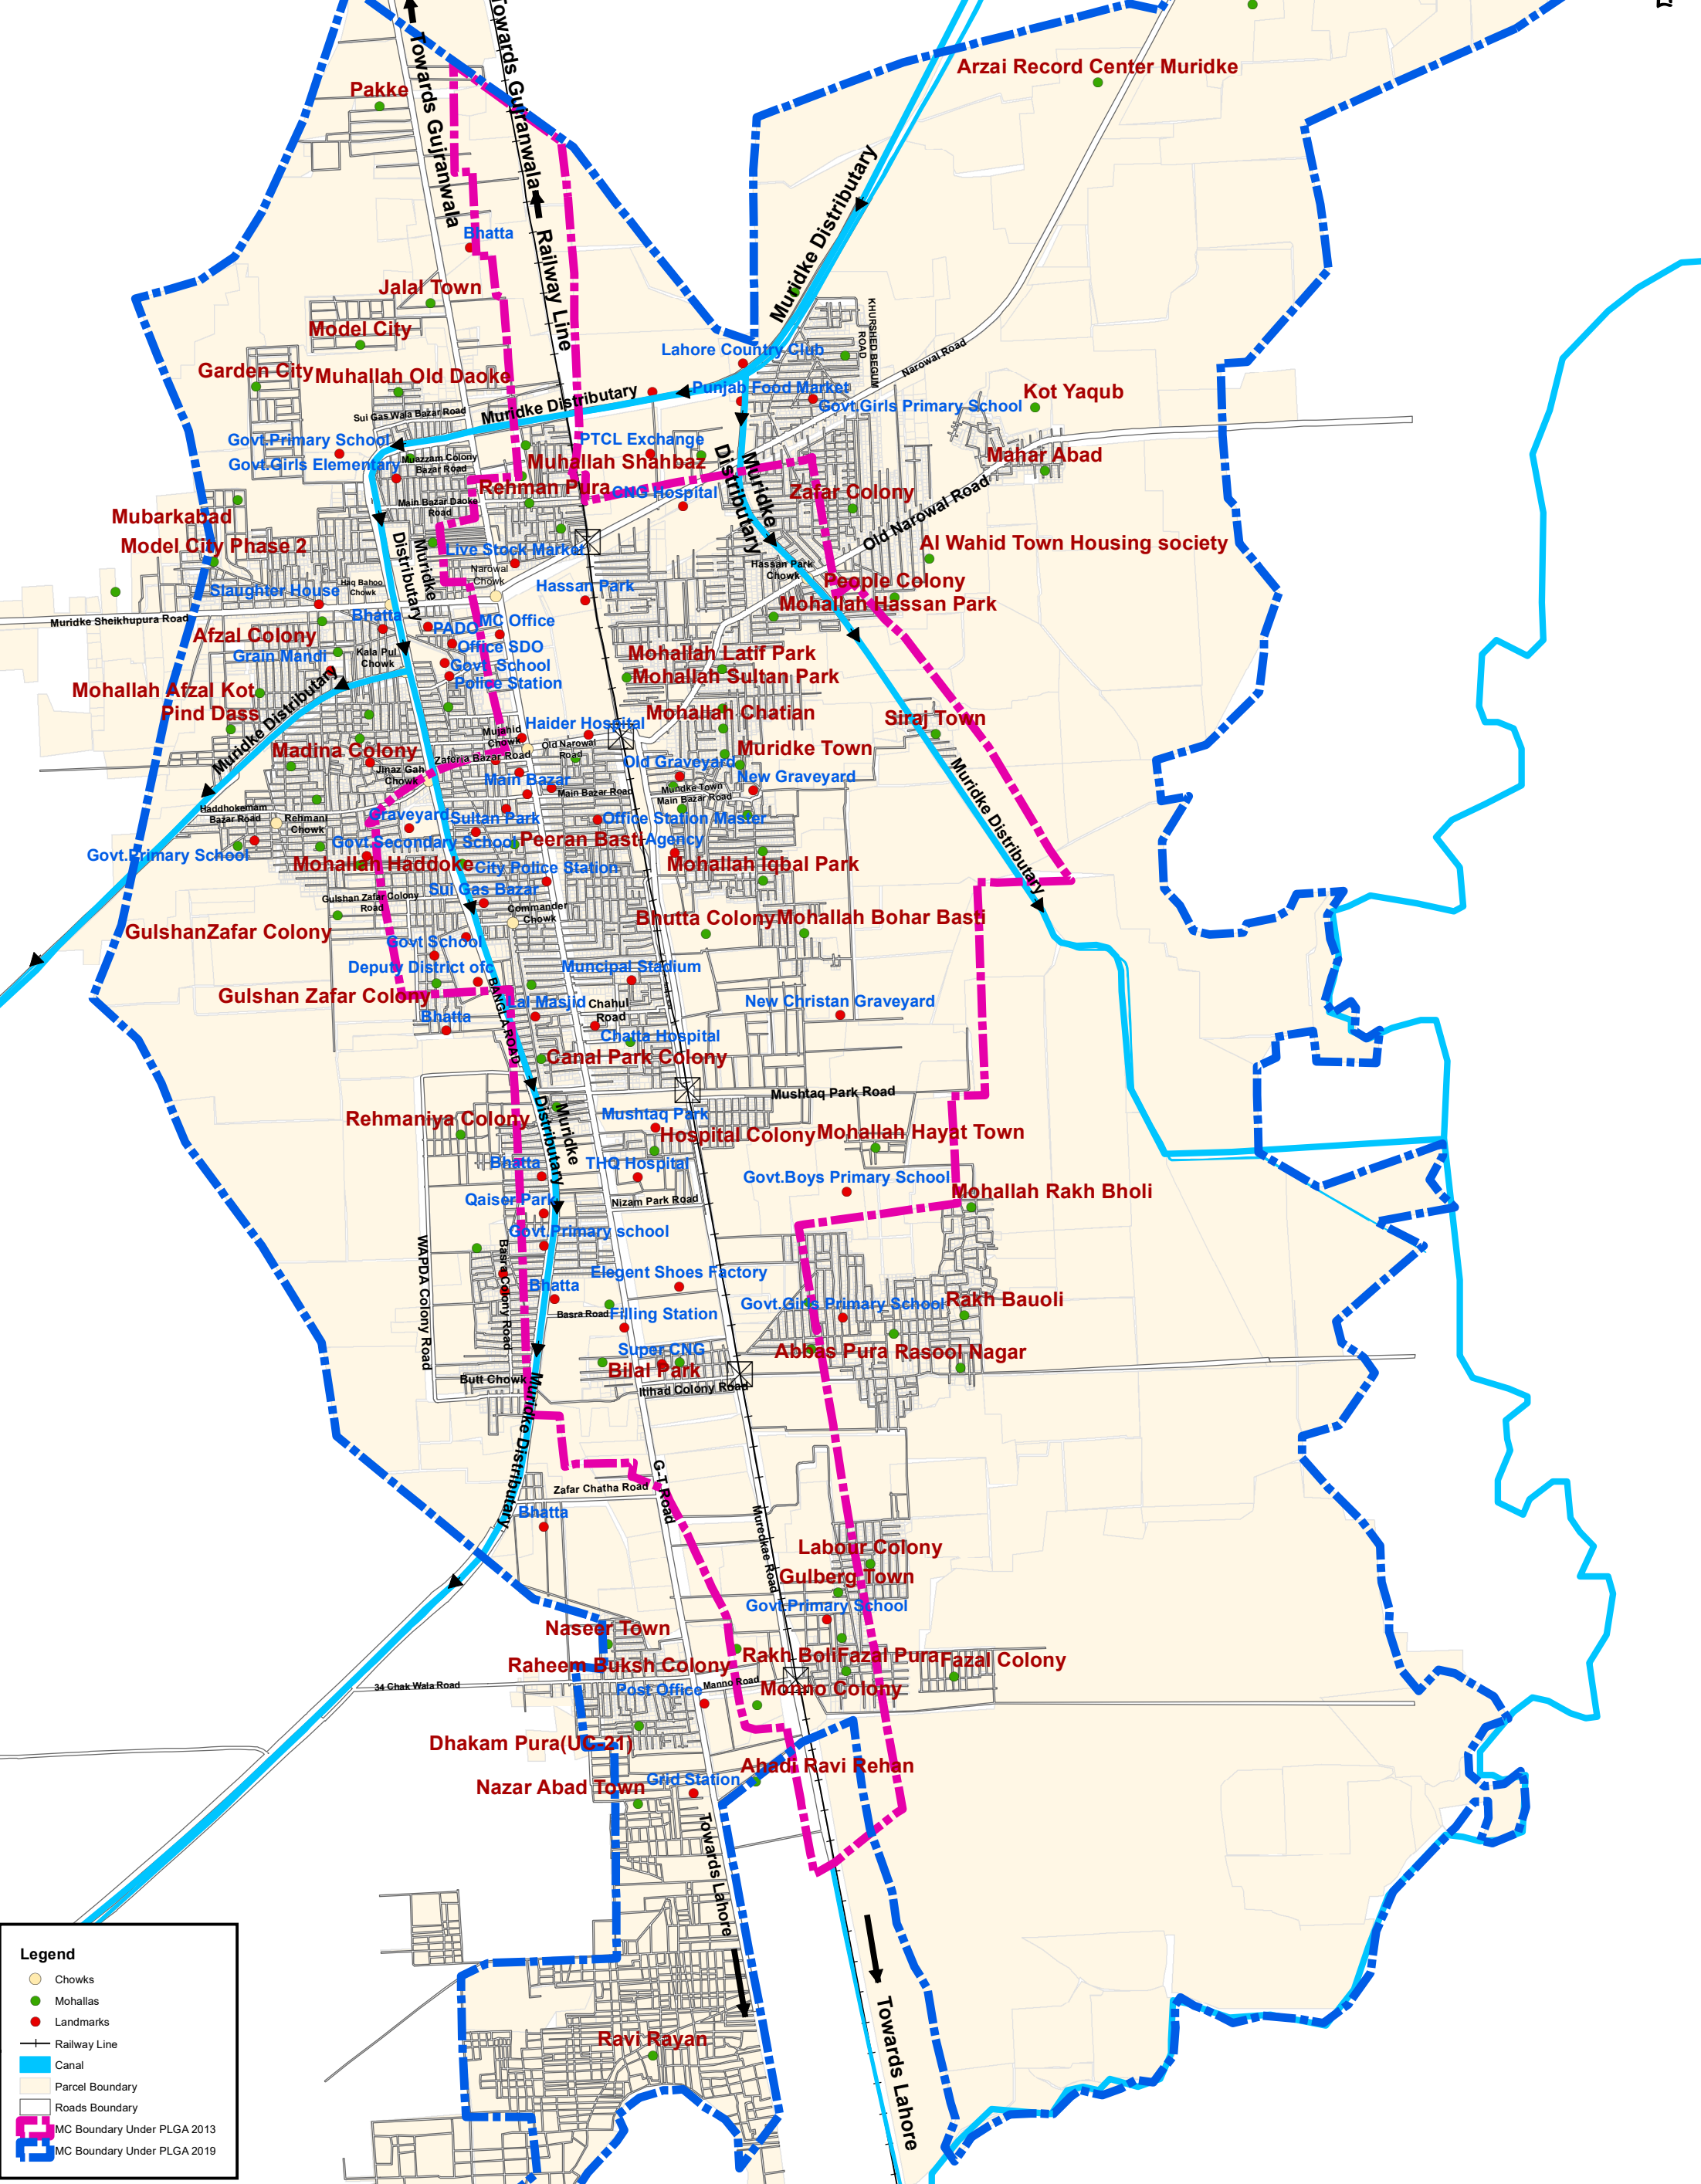 Arzai Record Center Muridke
Towards Gujranwala
Towards Gujranwala
Pakke
Muridke Distributary
Bhatta
Railway Line
Jalal Town
KHURSHED BEGUM
ROAD
Model City
Narowal Road
Lahore Country Club
Garden City
Muhallah Old Daoke
Punjab Food Market
Kot Yaqub
Govt.Girls Primary School
Sui Gas Wala Bazar Road
Muridke Distributary
Govt.Primary School
PTCL Exchange
Muazzam Colony
Bazar Road
Govt.Girls Elementary
Muhallah Shahbaz
Mahar Abad
Rehman Pura
CNG Hospital
Muridke
Distributary
Zafar Colony
Main Bazar Daoke
Road
Old Narowal Road
Mubarkabad
Model City Phase 2
Live Stock Market
Al Wahid Town Housing society
Muridke
Distributary
Narowal
Chowk
Hassan Park
Chowk
Haq Bahoo
Chowk
Slaughter House
Hassan Park
People Colony
Mohallah Hassan Park
Muridke Sheikhupura Road
Bhatta
PADO
MC Office
Afzal Colony
Office SDO
Grain Mandi
Kala Pul
Chowk
Govt. School
Mohallah Latif Park
Police Station
Mohallah Sultan Park
Mohallah Afzal Kot
Pind Dass
Muridke Distributary
Mohallah Chatian
Siraj Town
Haider Hospital
Mujahid
Chowk
Old Narowal
Road
Muridke Town
Madina Colony
Zaferia Bazar Road
Old Graveyard
Jinaz Gah
Chowk
Main Bazar
New Graveyard
Main Bazar Road
Muridke Town
Main Bazar Road
Muridke Distributary
Haddhokemam
Bazar Road
Rehmani
Chowk
Graveyard
Sultan Park
Office Station Master
Govt Secondary School
Peeran Basti
Agency
Govt.Primary School
Mohallah Haddoke
City Police Station
Mohallah Iqbal Park
Sui Gas Bazar
Gulshan Zafar Colony
Road
Commander
Chowk
Bhutta Colony
Mohallah Bohar Basti
GulshanZafar Colony
Govt School
Deputy District ofc
Muncipal Stadium
Gulshan Zafar Colony
BANGLA ROAD
Lal Masjid
Chahul
Road
New Christan Graveyard
Bhatta
Chatta Hospital
Canal Park Colony
Mushtaq Park Road
Muridke
Distributary
Rehmaniya Colony
Mushtaq Park
Hospital Colony
Mohallah Hayat Town
Bhatta
THQ Hospital
Govt.Boys Primary School
Mohallah Rakh Bholi
Qaiser Park
Nizam Park Road
Govt.Primary school
WAPDA Colony Road
Basra Colony Road
Elegent Shoes Factory
Bhatta
Basra Road
Filling Station
Govt.Girls Primary School
Rakh Bauoli
Super CNG
Abbas Pura
Rasool Nagar
Bilal Park
Butt Chowk
Itihad Colony Road
Muridke Distributary
Zafar Chatha Road
G-T Road
Bhatta
Muredkae Road
Labour Colony
Gulberg Town
Govt.Primary School
Naseer Town
Raheem Buksh Colony
Rakh Boli
Fazal Pura
Fazal Colony
34 Chak Wala Road
Manno Road
Post Office
Monno Colony
Dhakam Pura(UC-21)
Ahadi Ravi Rehan
Grid Station
Nazar Abad Town
Towards Lahore
Towards Lahore
Ravi Rayan
Legend
Chowks
Mohallas
Landmarks
Railway Line
Canal
Parcel Boundary
Roads Boundary
MC Boundary Under PLGA 2013
MC Boundary Under PLGA 2019